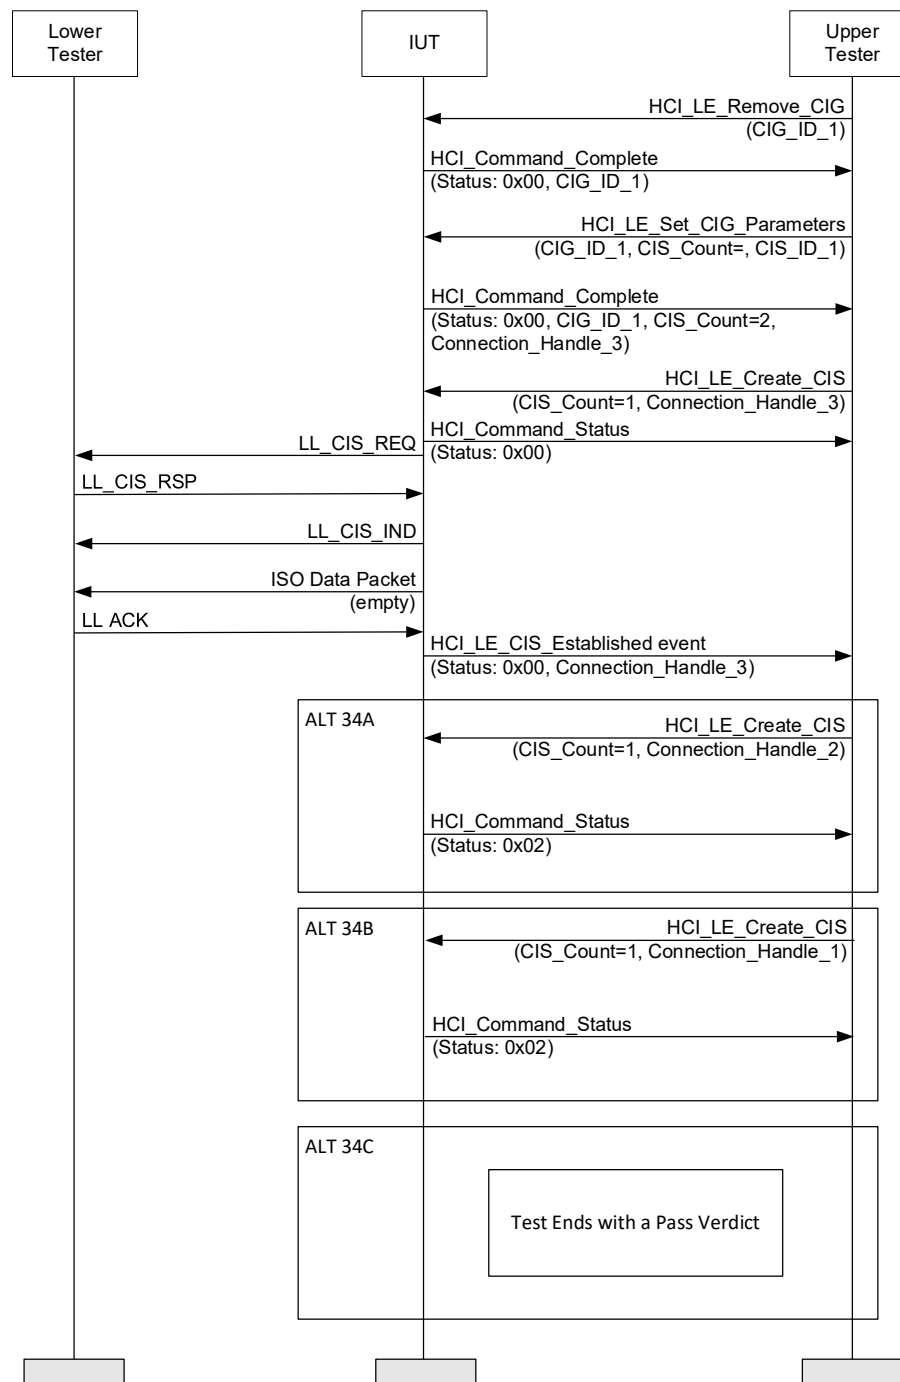 Lower
Tester
IUT
Upper
Tester
HCI_LE_Remove_CIG
(CIG_ID_1)
HCI_Command_Complete
(Status: 0x00, CIG_ID_1)
HCI_LE_Set_CIG_Parameters
(CIG_ID_1, CIS_Count=, CIS_ID_1)
HCI_Command_Complete
(Status: 0x00, CIG_ID_1, CIS_Count=2,
Connection_Handle_3)
HCI_LE_Create_CIS
(CIS_Count=1, Connection_Handle_3)
HCI_Command_Status
(Status: 0x00)
LL_CIS_REQ
LL_CIS_RSP
LL_CIS_IND
ISO Data Packet
(empty)
LL ACK
HCI_LE_CIS_Established event
(Status: 0x00, Connection_Handle_3)
ALT 34A
HCI_LE_Create_CIS
(CIS_Count=1, Connection_Handle_2)
HCI_Command_Status
(Status: 0x02)
ALT 34B
HCI_LE_Create_CIS
(CIS_Count=1, Connection_Handle_1)
HCI_Command_Status
(Status: 0x02)
ALT 34C
Test Ends with a Pass Verdict